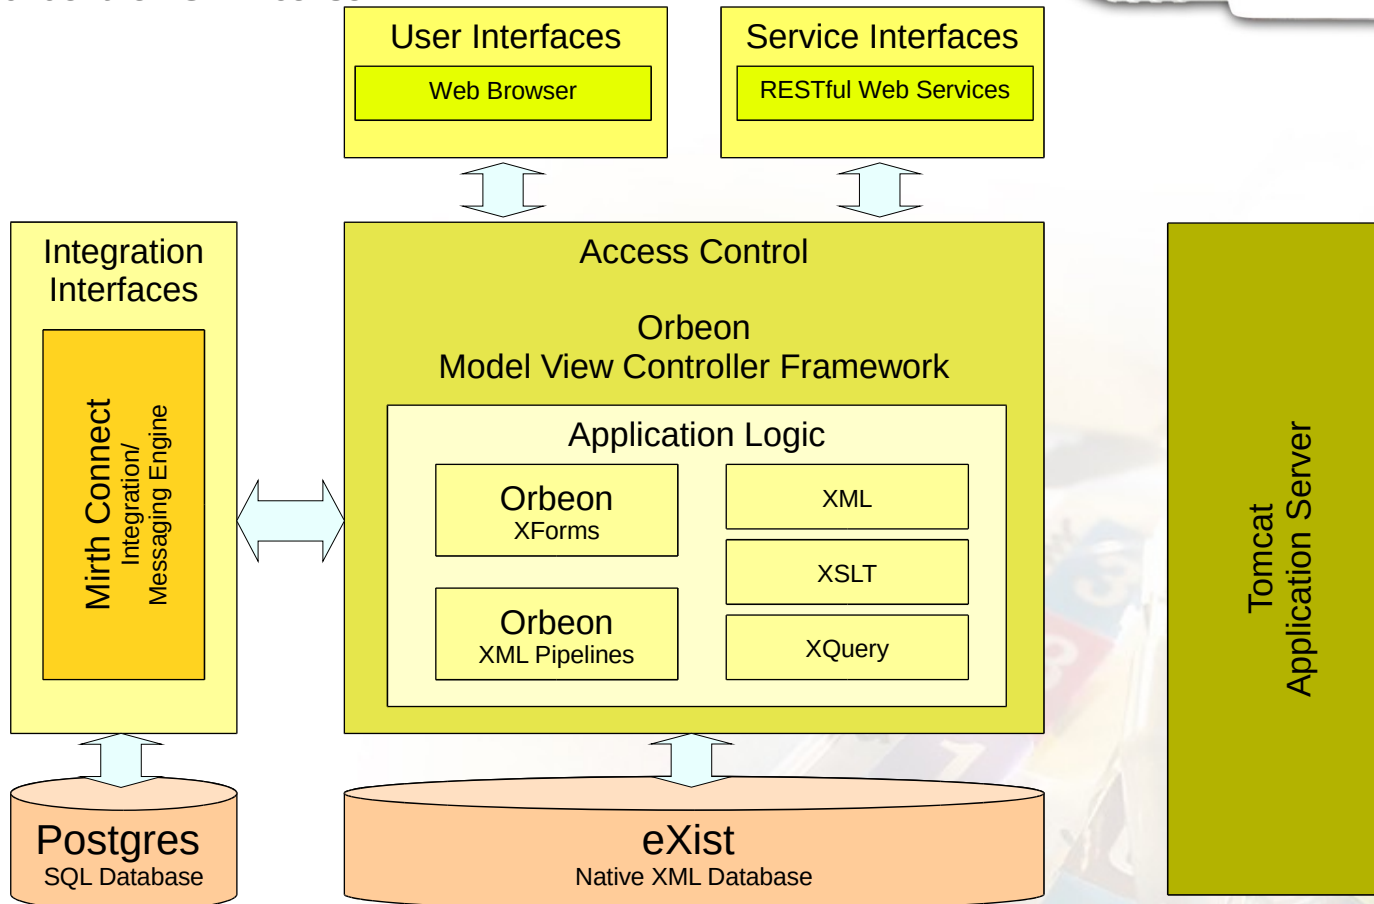 User Interfaces
Web Browser
Service Interfaces
RESTful Web Services
Integration
Interfaces
Mirth Connect
Integration/
Messaging Engine
Access Control
Orbeon
Model View Controller Framework
Application Logic
Orbeon
XForms
Orbeon
XML Pipelines
XML
XSLT
XQuery
Tomcat
Application Server
Postgres
SQL Database
eXist
Native XML Database